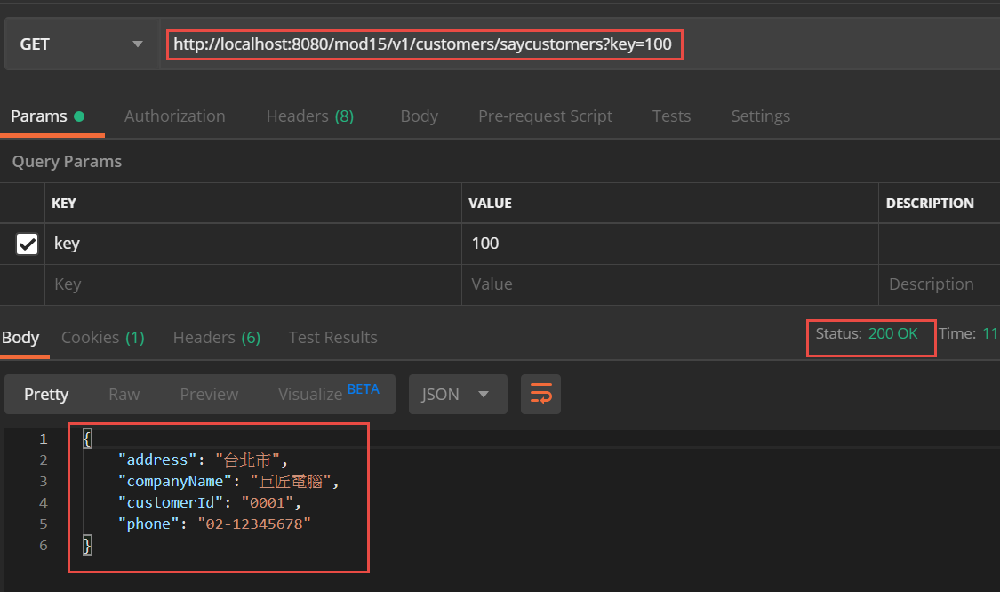 GET http://localhost:8080/mod15/v1/customers/saycustomers?key=100
Params Authorization Headers (8) Body Pre-request Script Tests Settings
Query Params
KEY VALUE DESCRIPTION
key 100
Key Value Description
Body Cookies (1) Headers (6) Test Results Status: 200 OK Time: 11
Pretty Raw Preview Visualize BETA JSON
1 {
2 "address": "台北市",
3 "companyName": "巨匠電腦",
4 "customerId": "0001",
5 "phone": "02-12345678"
6 }